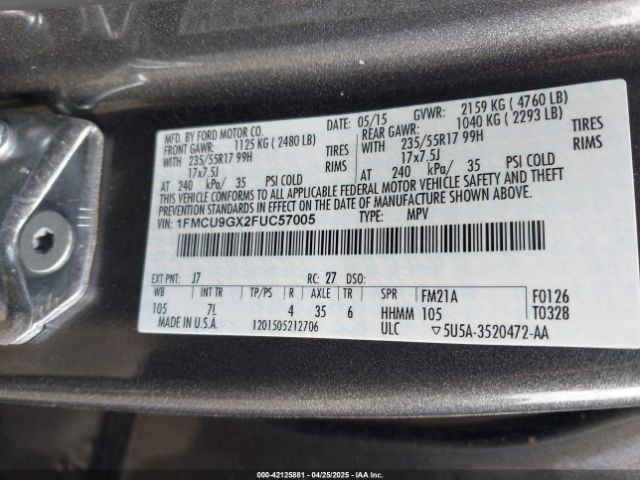 MFD. BY FORD MOTOR CO. DATE: 05/15 GVWR: 2159 KG ( 4760 LB)
FRONT GAWR: 1125 KG ( 2480 LB) REAR GAWR: 1040 KG ( 2293 LB)
WITH 235/55R17 99H TIRES WITH 235/55R17 99H TIRES
17x7.5J RIMS 17x7.5J RIMS
AT 240 kPa/ 35 PSI COLD AT 240 kPa/ 35 PSI COLD
THIS VEHICLE CONFORMS TO ALL APPLICABLE FEDERAL MOTOR VEHICLE SAFETY AND THEFT
PREVENTION STANDARDS IN EFFECT ON THE DATE OF MANUFACTURE SHOWN ABOVE.
VIN: 1FMCU9GX2FUC57005 TYPE: MPV
EXT PNT: J7 RC: 27 DSO:
WB INT TR TP/PS R AXLE TR SPR FM21A F0126
105 7L 4 35 6 HHMM 105 T0328
MADE IN U.S.A. 1201505212706 ULC ▽5U5A-3520472-AA
000-42125881 - 04/25/2025 - IAAI.com